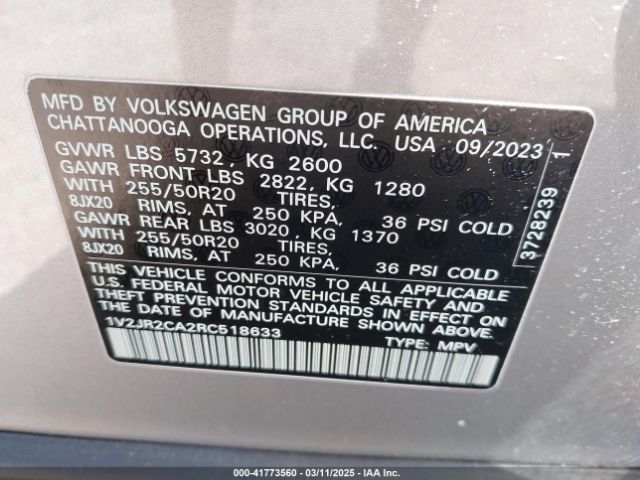 MFD BY VOLKSWAGEN GROUP OF AMERICA
CHATTANOOGA OPERATIONS, LLC. USA 09/2023
GVWR LBS 5732, KG 2600
GAWR FRONT LBS 2822, KG 1280
WITH 255/50R20 TIRES,
8JX20 RIMS, AT 250 KPA, 36 PSI COLD
GAWR REAR LBS 3020, KG 1370
WITH 255/50R20 TIRES,
8JX20 RIMS, AT 250 KPA, 36 PSI COLD
THIS VEHICLE CONFORMS TO ALL APPLICABLE
U.S. FEDERAL MOTOR VEHICLE SAFETY AND
THEFT PREVENTION STANDARDS IN EFFECT ON
THE DATE OF MANUFACTURE SHOWN ABOVE.
1V2JR2CA2RC518633 TYPE: MPV
3728239 1
000-41773560 - 03/11/2025 - IAAI.COM